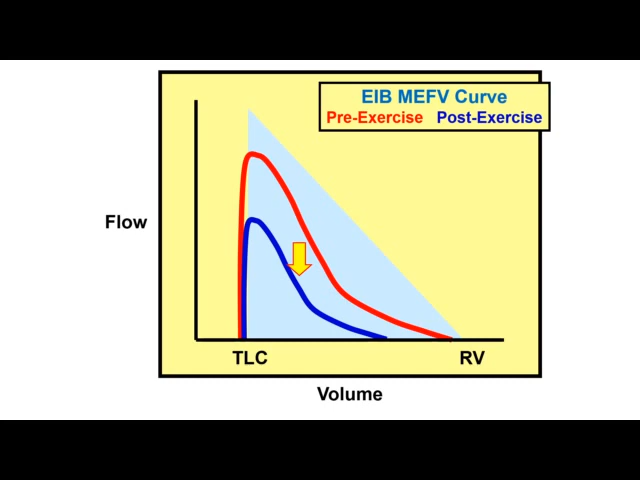 EIB MEFV Curve
Pre-Exercise Post-Exercise
Flow
TLC RV
Volume